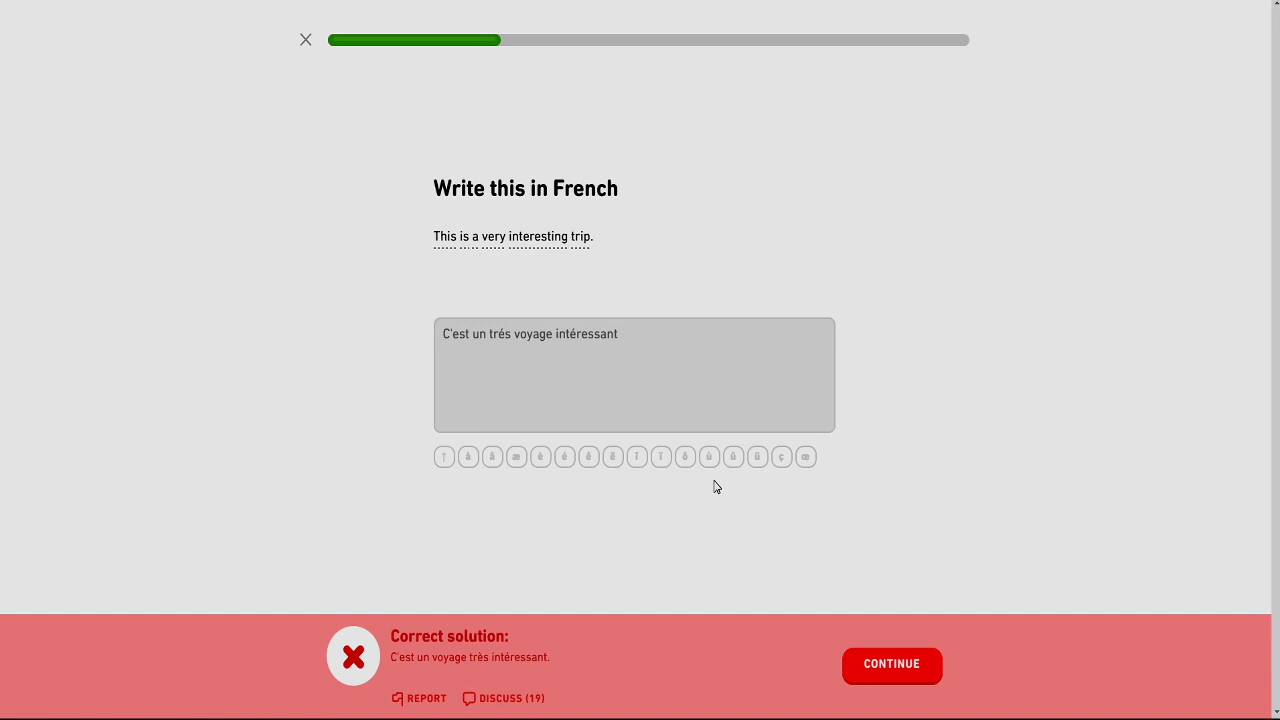 Write this in French
This is a very interesting trip.
C'est un trés voyage intéressant
↑ à â æ é è ê ë î ï ô ù û ü ç œ
Correct solution:
C'est un voyage très intéressant.
CONTINUE
REPORT DISCUSS (19)